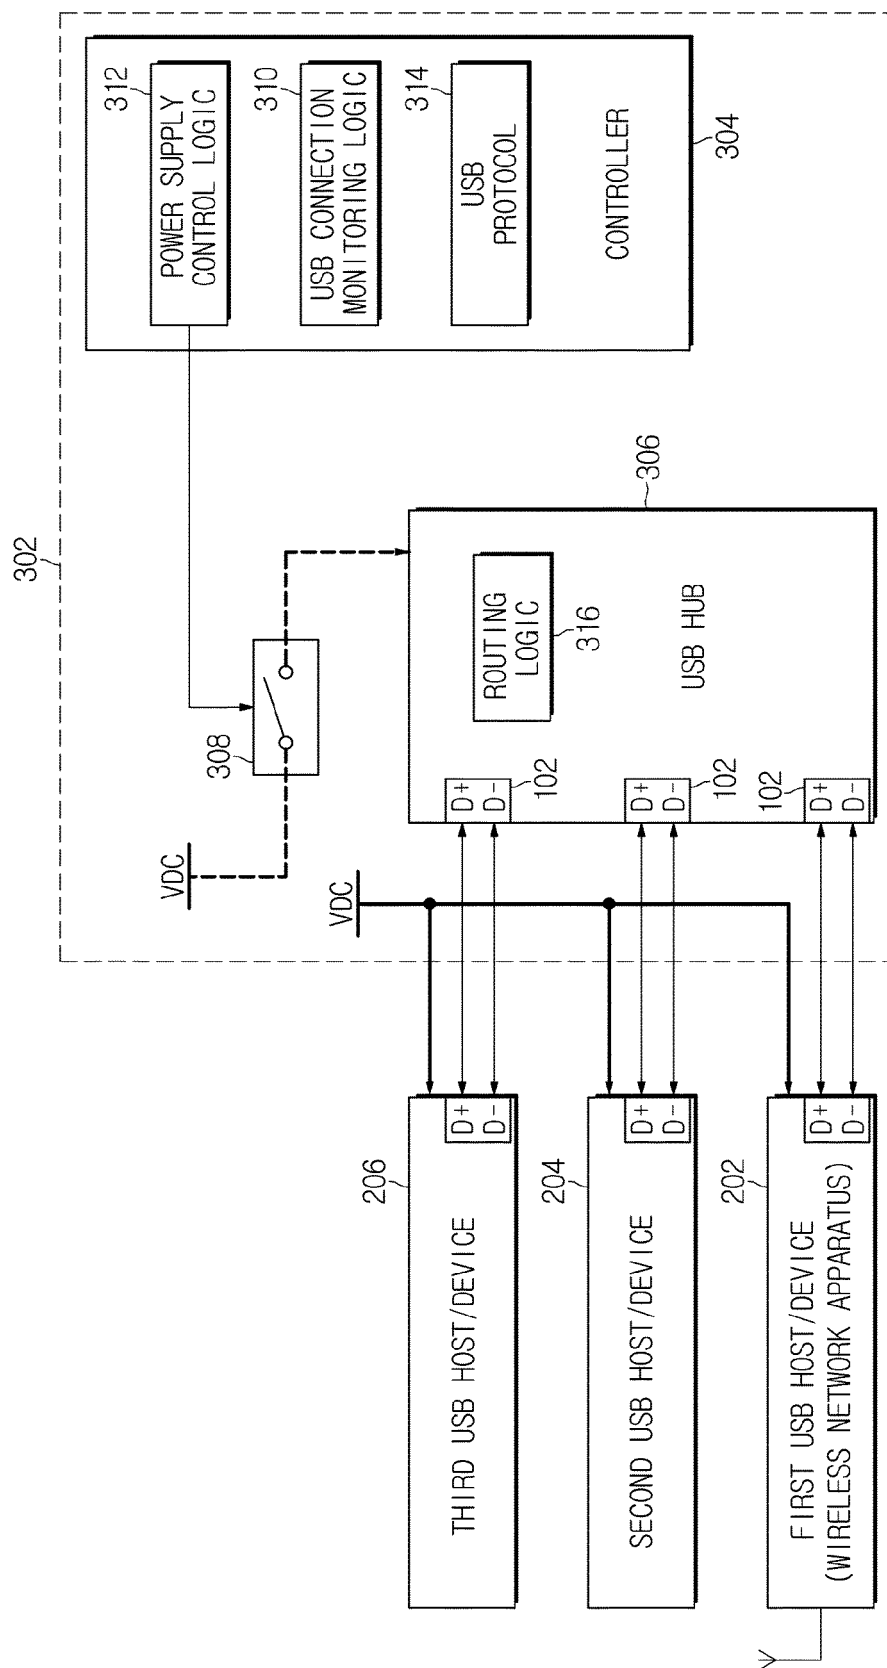 302
312
POWER SUPPLY
CONTROL LOGIC
310
USB CONNECTION
MONITORING LOGIC
314
USB
PROTOCOL
CONTROLLER
304
308
VDC
VDC
306
ROUTING
LOGIC
316
USB HUB
D+
D-
102
D+
D-
102
D+
D-
102
206
D+
D-
THIRD USB HOST/DEVICE
204
D+
D-
SECOND USB HOST/DEVICE
202
D+
D-
FIRST USB HOST/DEVICE
(WIRELESS NETWORK APPARATUS)